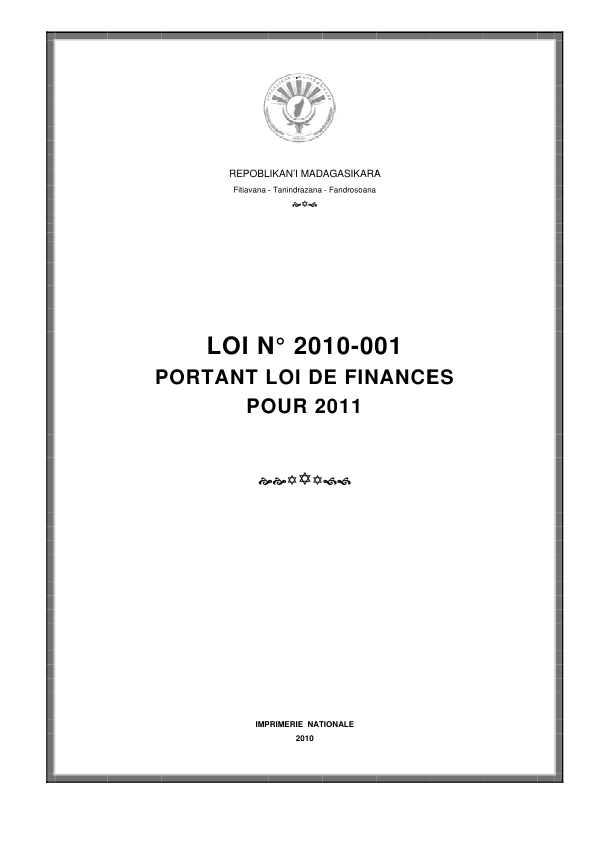 REPOBLIKAN'I MADAGASIKARA
Fitiavana - Tanindrazana - Fandrosoana
LOI N° 2010-001
PORTANT LOI DE FINANCES
POUR 2011
IMPRIMERIE NATIONALE
2010